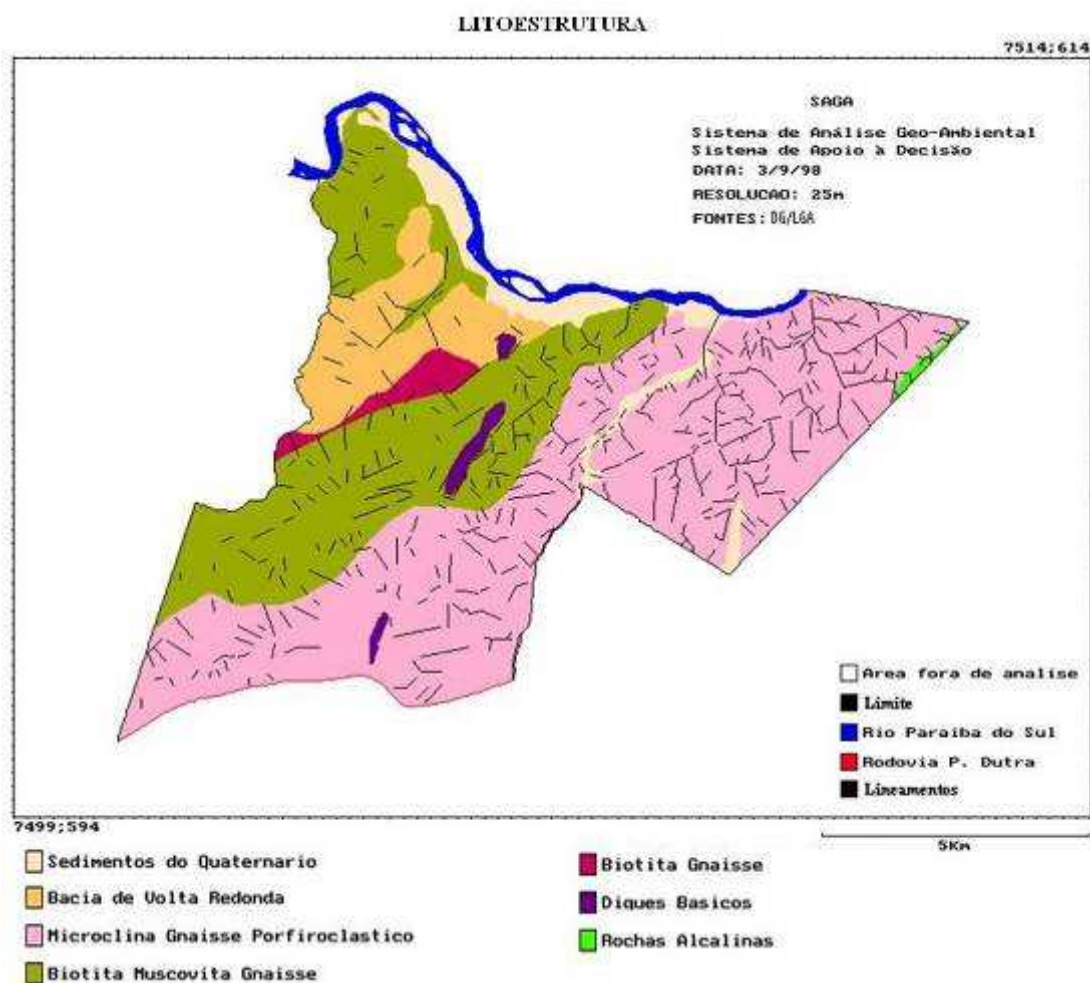 LITOESTRUTURA
7514;614
SAGA
Sistema de Análise Geo-Ambiental
Sistema de Apoio à Decisão
DATA: 3/9/98
RESOLUCAO: 25m
FONTES: DG/LGA
Area fora de analise
Limite
Rio Paraiba do Sul
Rodovia P. Dutra
Lineamentos
7499;594
5Km
Sedimentos do Quaternario
Bacia de Volta Redonda
Microclina Gnaisse Porfiroclastico
Biotita Muscovita Gnaisse
Biotita Gnaisse
Diques Basicos
Rochas Alcalinas